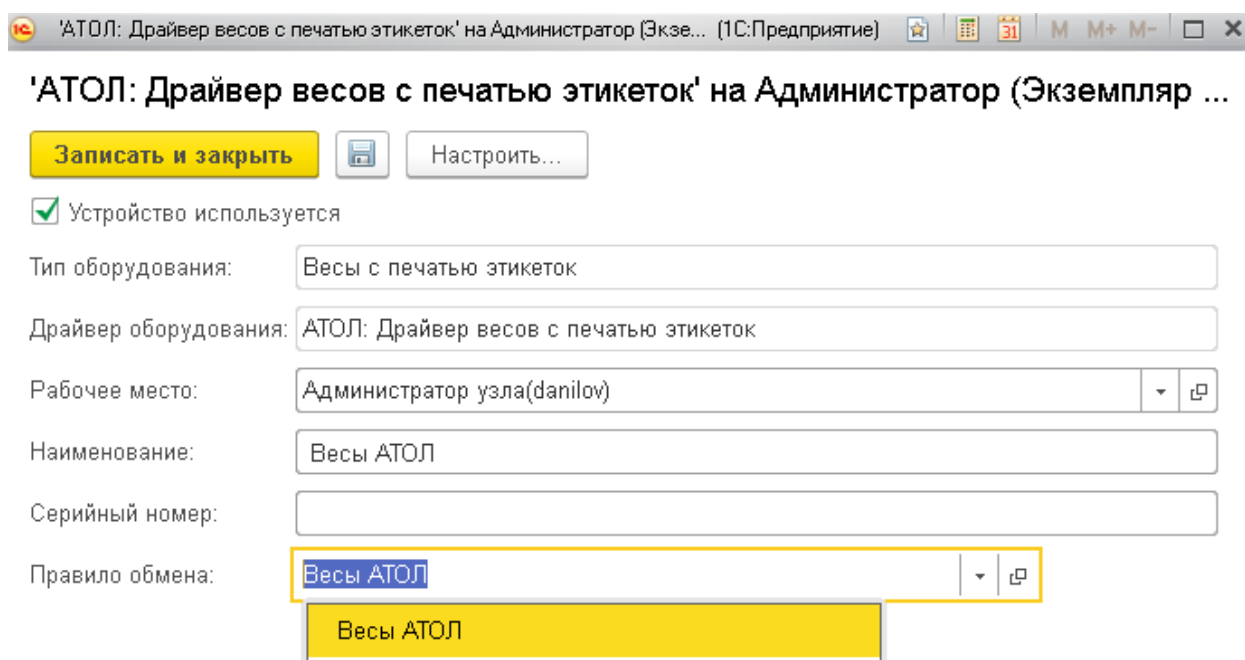 1С 'АТОЛ: Драйвер весов с печатью этикеток' на Администратор (Экзе... (1С:Предприятие) 31 M M+ M-
'АТОЛ: Драйвер весов с печатью этикеток' на Администратор (Экземпляр ...
Записать и закрыть Настроить...
Устройство используется
Тип оборудования: Весы с печатью этикеток
Драйвер оборудования: АТОЛ: Драйвер весов с печатью этикеток
Рабочее место: Администратор узла(danilov)
Наименование: Весы АТОЛ
Серийный номер:
Правило обмена: Весы АТОЛ
Весы АТОЛ